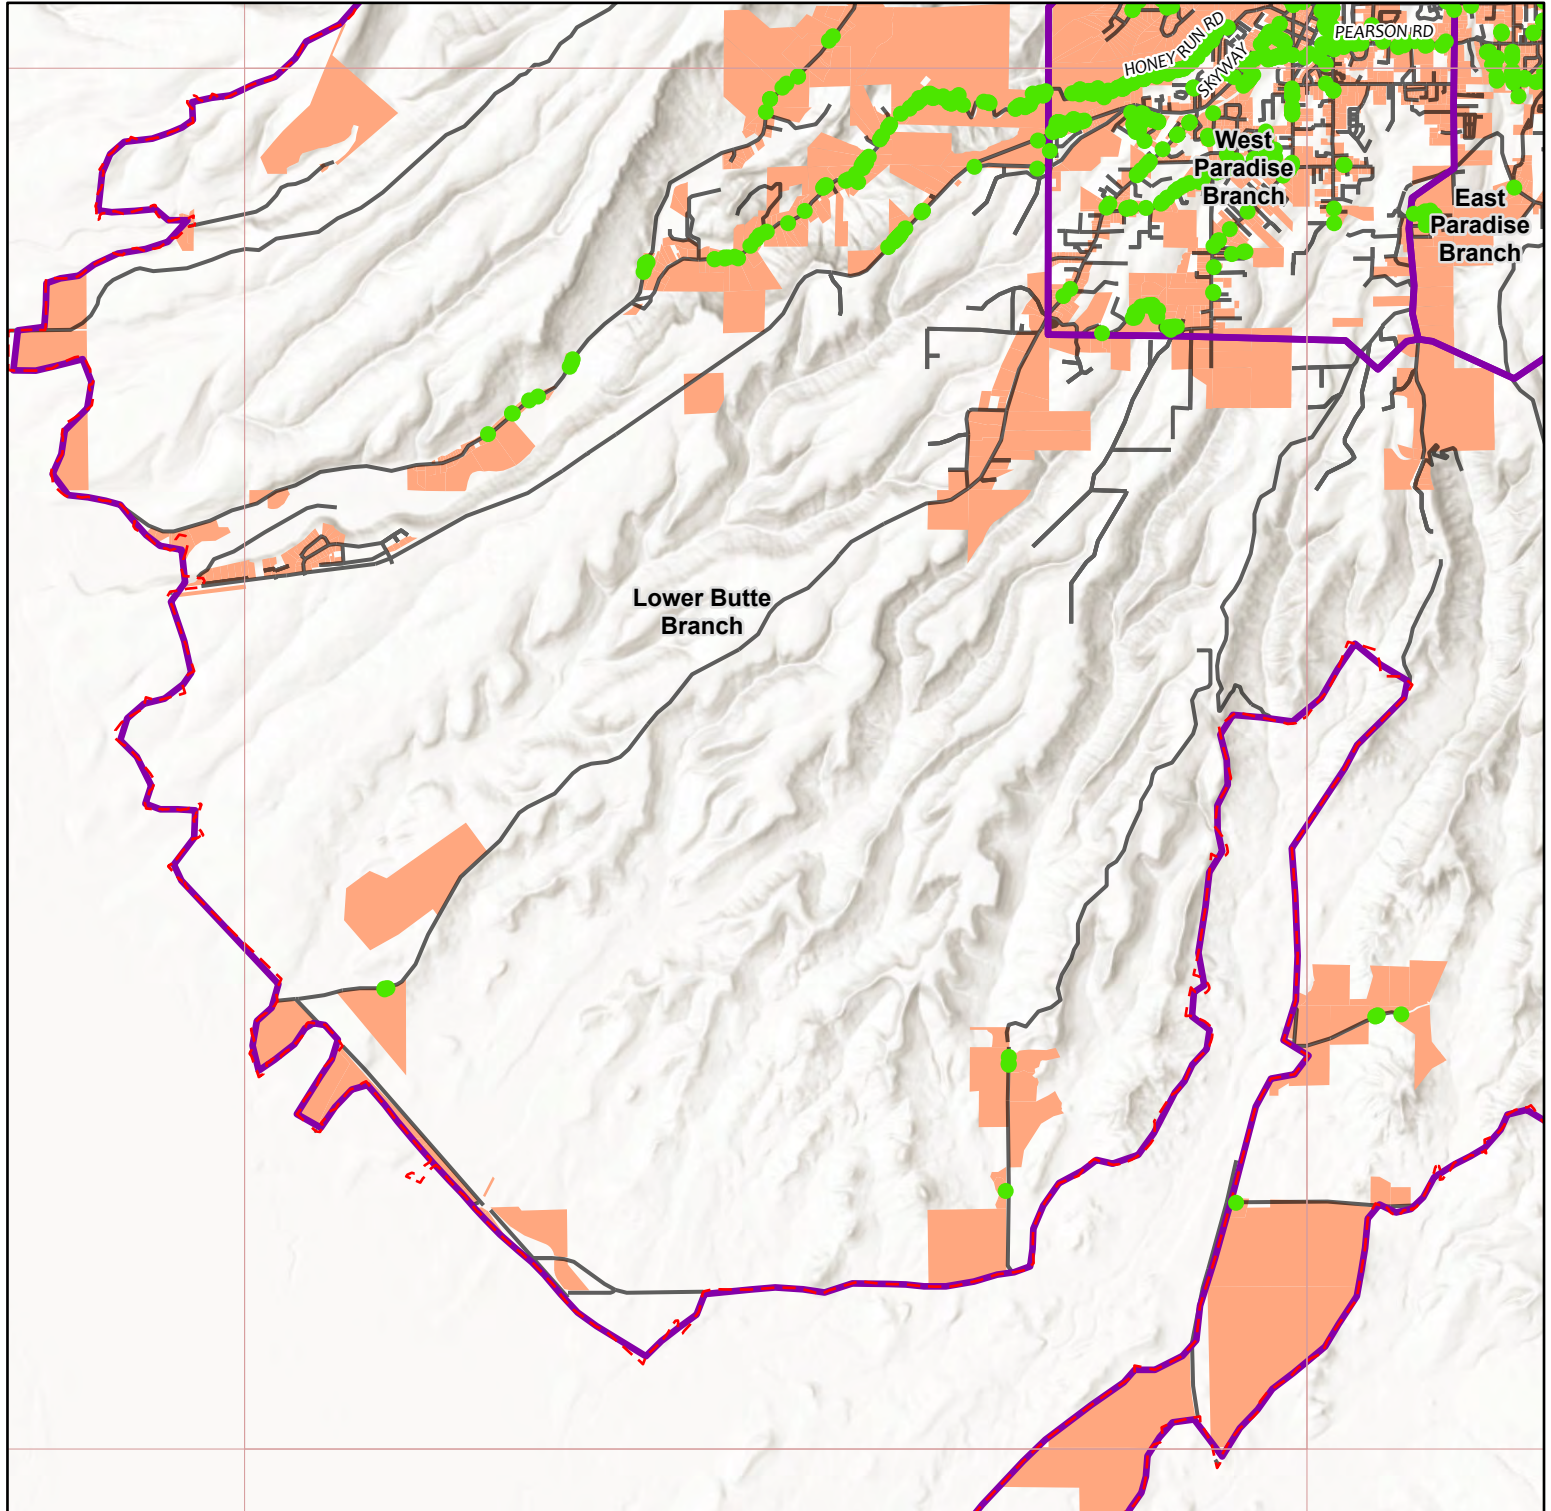 HONEY RUN RD
SKYWAY
PEARSON RD
West
Paradise
Branch
East
Paradise
Branch
Lower Butte
Branch